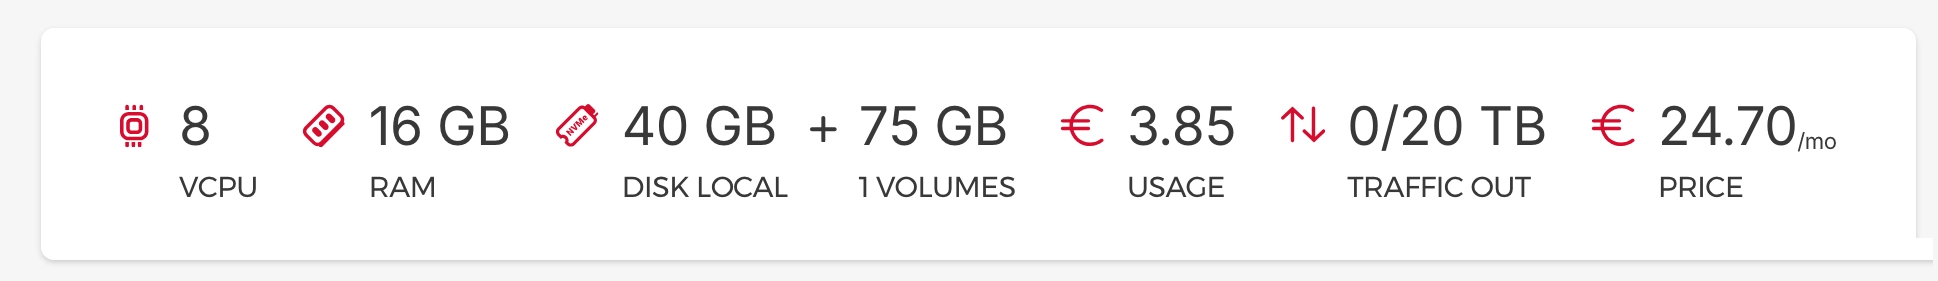 8 16 GB NVMe 40 GB + 75 GB € 3.85 0/20 TB € 24.70/mo
VCPU RAM DISK LOCAL 1 VOLUMES USAGE TRAFFIC OUT PRICE